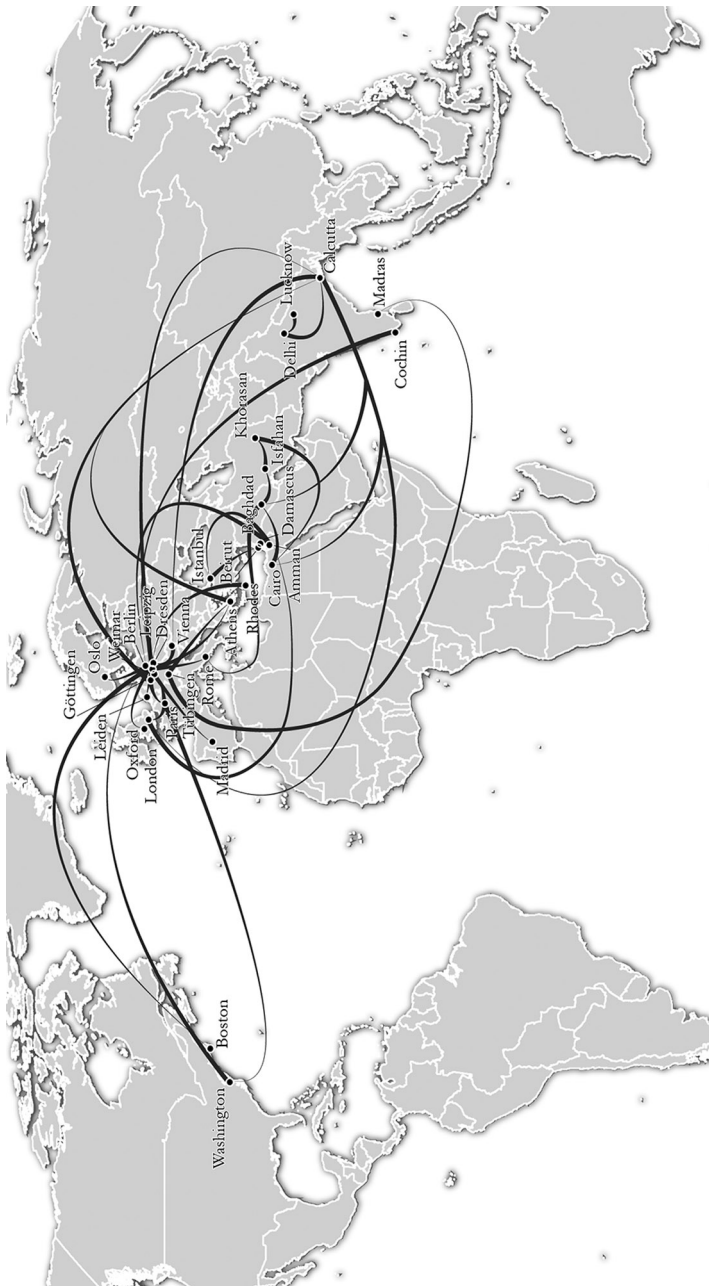 Göttingen
Oslo
Weimar
Berlin
Leipzig
Dresden
Vienna
Leiden
Oxford
London
Paris
Tübingen
Rome
Madrid
Athens
Rhodes
Istanbul
Beirut
Cairo
Amman
Baghdad
Damascus
Isfahan
Khorasan
Delhi
Lucknow
Calcutta
Madras
Cochin
Washington
Boston